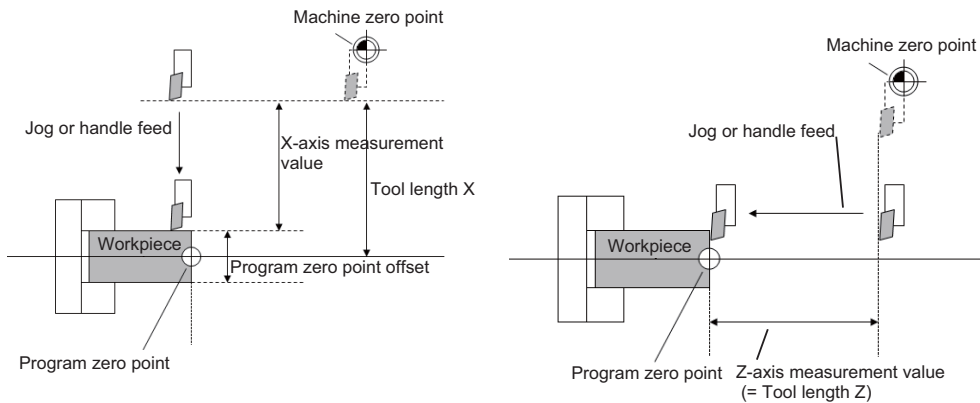 Machine zero point
Jog or handle feed
X-axis measurement
value
Tool length X
Workpiece
Program zero point offset
Program zero point
Machine zero point
Jog or handle feed
Workpiece
Program zero point
Z-axis measurement value
(= Tool length Z)